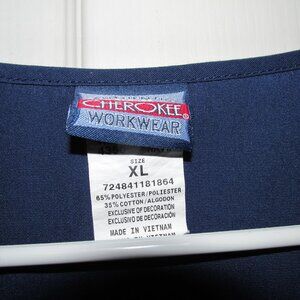 CHEROKEE
WORKWEAR
SIZE
XL
724841181864
65% POLYESTER/POLIESTER
35% COTTON/ALGODON
EXCLUSIVE OF DECORATION
EXCLUSIVO DE DECORACION
MADE IN VIETNAM
VIETNAM